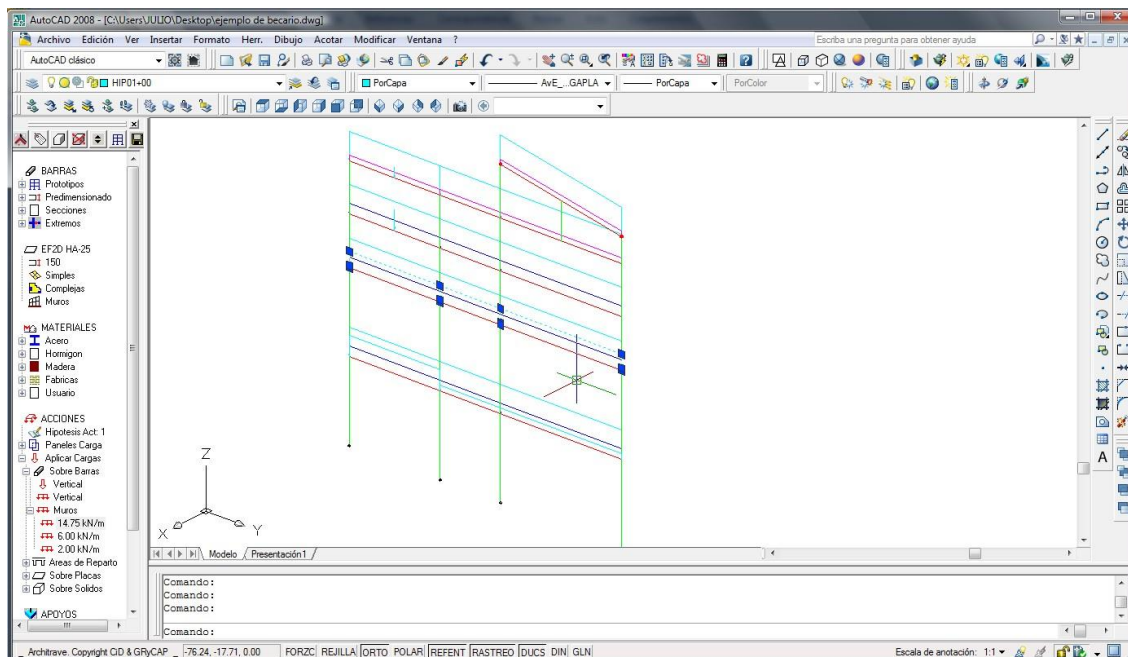 AutoCAD 2008 - [C:\Users\JULIO\Desktop\ejemplo de becario.dwg]
Archivo Edición Ver Insertar Formato Herr. Dibujo Acotar Modificar Ventana ?
Escriba una pregunta para obtener ayuda
AutoCAD clásico
HIP01+00 PorCapa AvE_...GAPLA PorCapa PorColor
BARRAS
Prototipos
Predimensionado
Secciones
Extremos
EF2D HA-25
150
Simples
Complejas
Muros
MATERIALES
Acero
Hormigon
Madera
Fabricas
Usuario
ACCIONES
Hipotesis Act: 1
Paneles Carga
Aplicar Cargas
Sobre Barras
Vertical
Vertical
Muros
14.75 kN/m
6.00 kN/m
2.00 kN/m
Areas de Reparto
Sobre Placas
Sobre Solidos
APOYOS
Z
X
Y
Modelo Presentación1
Comando:
Comando:
Comando:
Comando:
_ Architrave. Copyright CiD & GRyCAP _ -76.24, -17.71, 0.00 FORZC REJILLA ORTO POLAR REFENT RASTREO DUCS DIN GLN Escala de anotación: 1:1